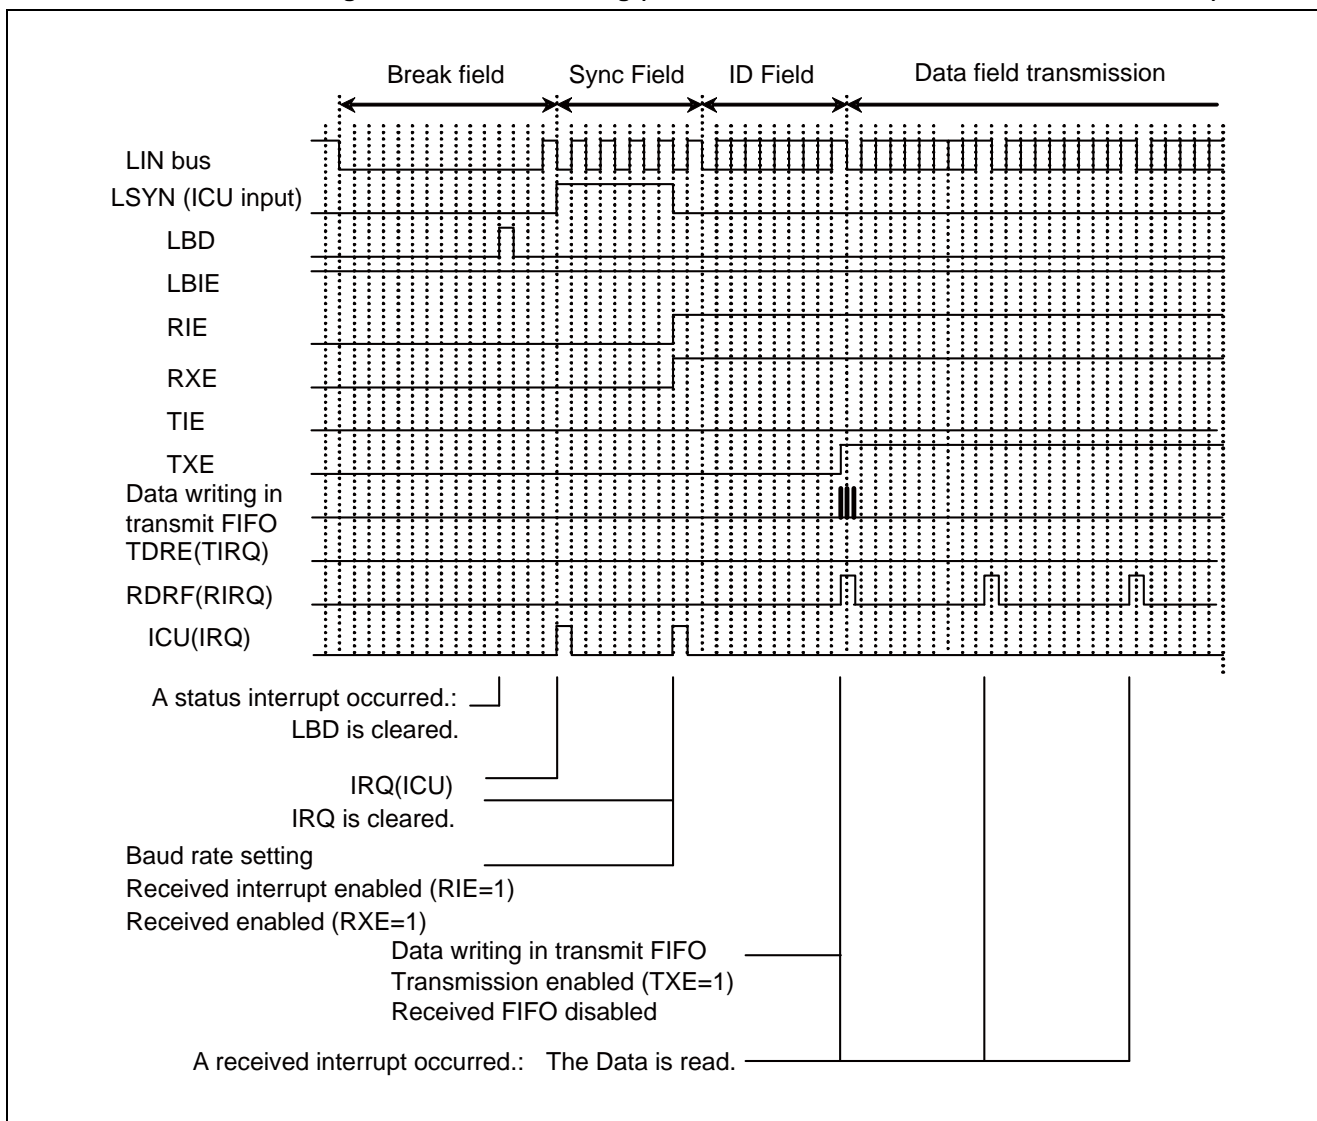 Break field Sync Field ID Field Data field transmission
LIN bus
LSYN (ICU input)
LBD
LBIE
RIE
RXE
TIE
TXE
Data writing in
transmit FIFO
TDRE(TIRQ)
RDRF(RIRQ)
ICU(IRQ)
A status interrupt occurred.:
LBD is cleared.
IRQ(ICU)
IRQ is cleared.
Baud rate setting
Received interrupt enabled (RIE=1)
Received enabled (RXE=1)
Data writing in transmit FIFO
Transmission enabled (TXE=1)
Received FIFO disabled
A received interrupt occurred.: The Data is read.